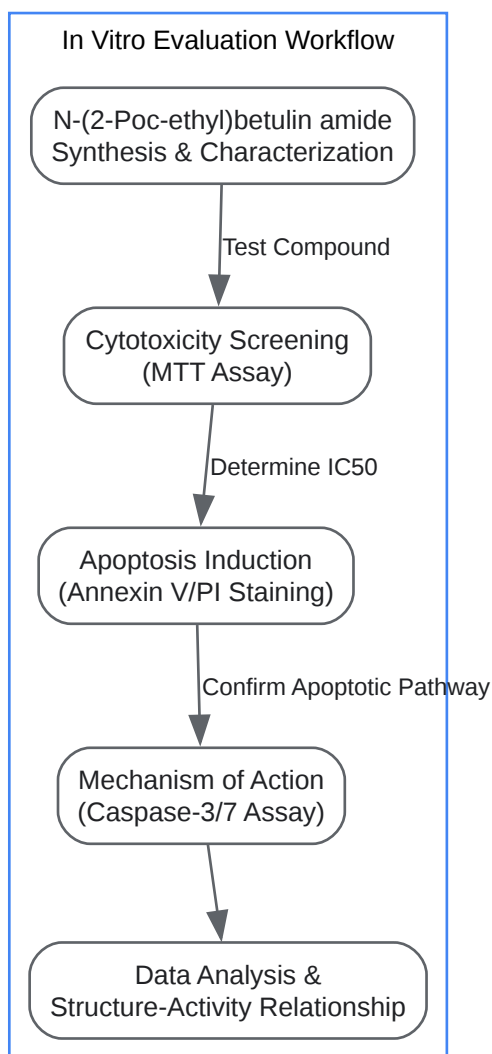 In Vitro Evaluation Workflow
N-(2-Poc-ethyl)betulin amide
Synthesis & Characterization
Test Compound
Cytotoxicity Screening
(MTT Assay)
Determine IC50
Apoptosis Induction
(Annexin V/PI Staining)
Confirm Apoptotic Pathway
Mechanism of Action
(Caspase-3/7 Assay)
Data Analysis &
Structure-Activity Relationship